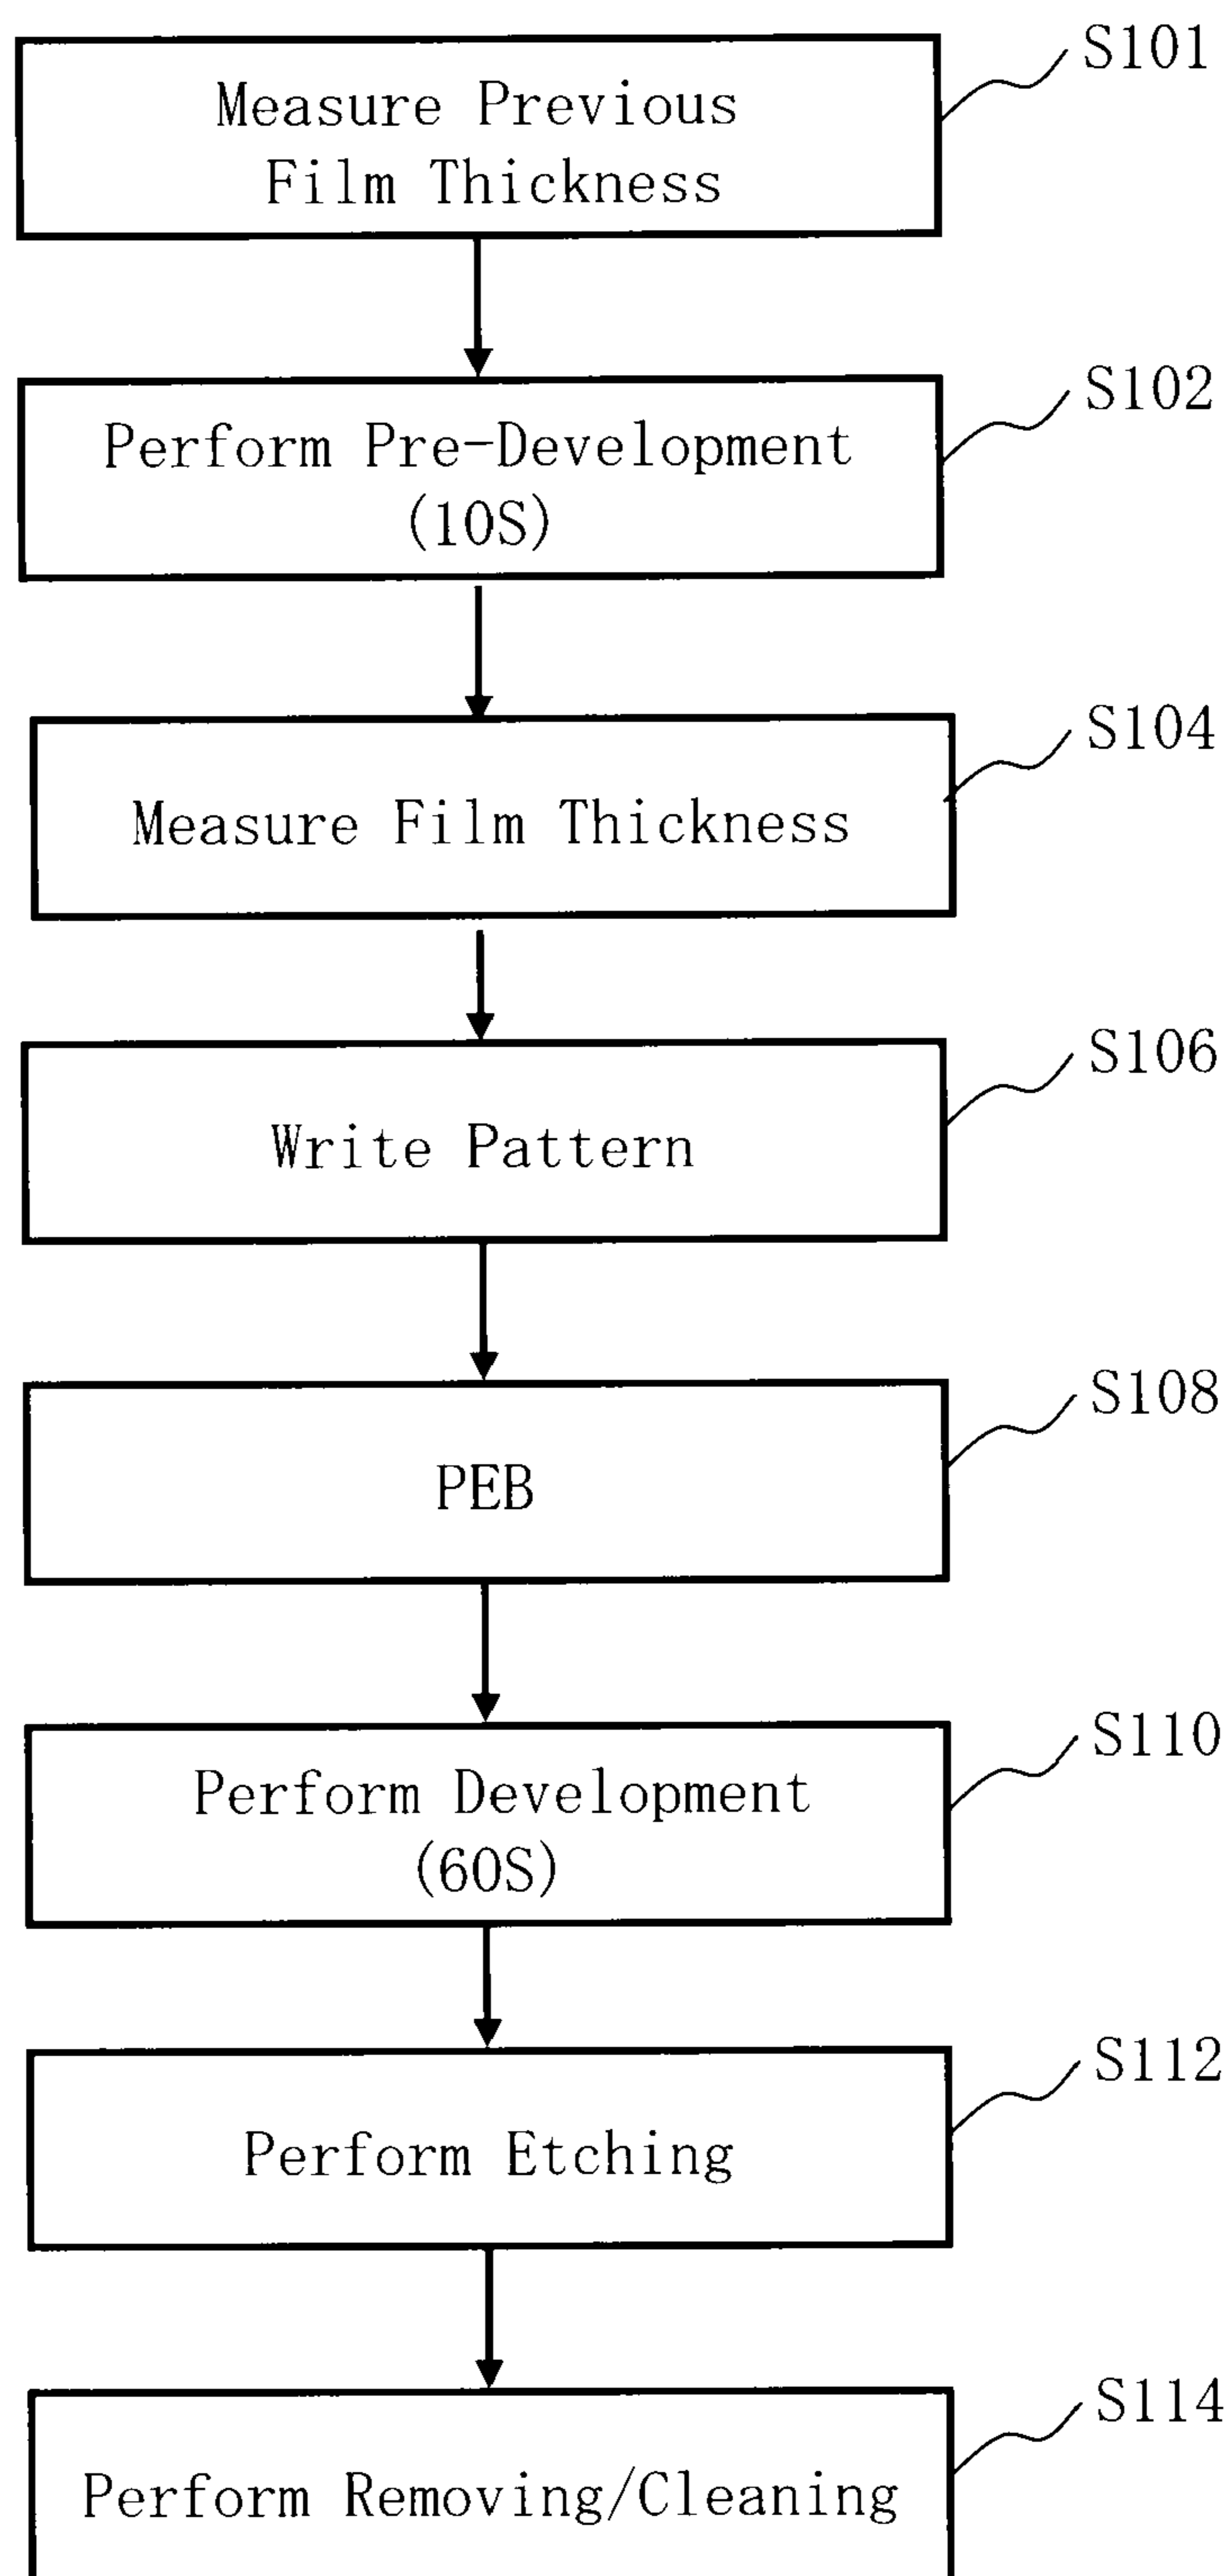 S101
Measure Previous
Film Thickness
S102
Perform Pre-Development
(10S)
S104
Measure Film Thickness
S106
Write Pattern
S108
PEB
S110
Perform Development
(60S)
S112
Perform Etching
S114
Perform Removing/Cleaning